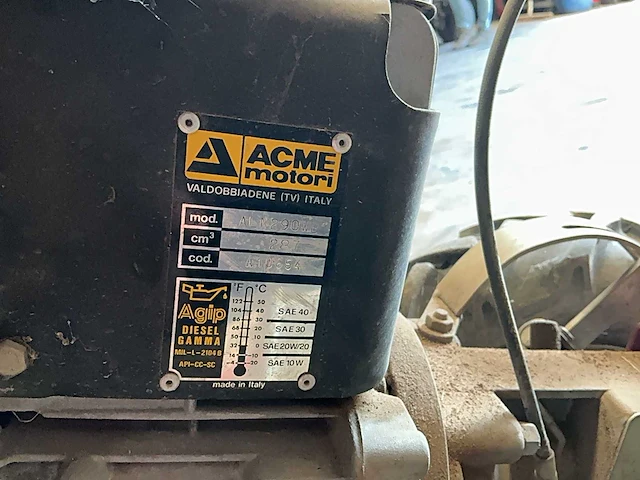 ACME
motori
VALDOBBIADENE (TV) ITALY
mod.
cm³
cod.
°F °C
122 50
104 40
86 30
68 20
50 10
32 0
14 -10
-4 -20
SAE 40
SAE 30
SAE 20W/20
SAE 10W
Agip
DIESEL
GAMMA
MIL-L-2104B
API-CC-SC
made in Italy